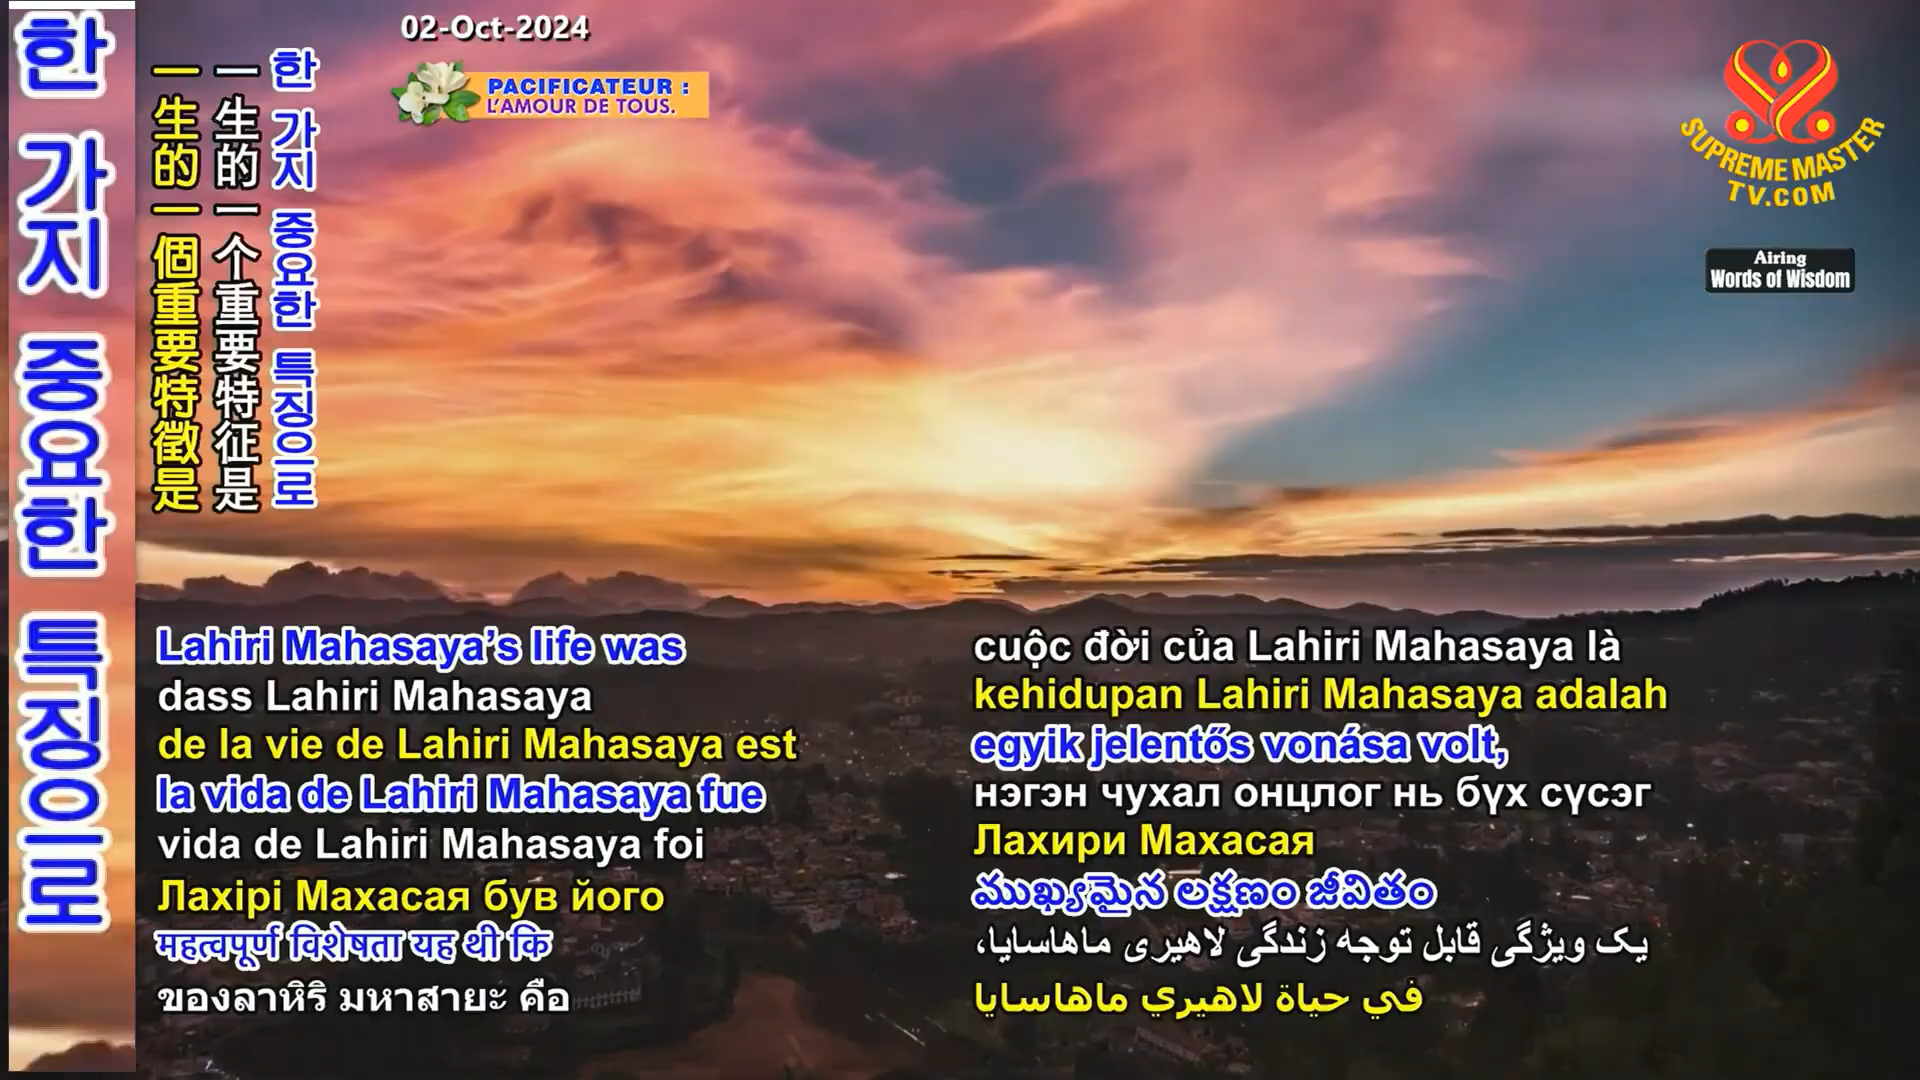 한 가지 중요한 특징으로
一生的一個重要特徵是
一生的一个重要特征是
한 가지 중요한 특징으로
02-Oct-2024
PACIFICATEUR :
L'AMOUR DE TOUS.
SUPREME MASTER
TV.COM
Airing
Words of Wisdom
Lahiri Mahasaya's life was
dass Lahiri Mahasaya
de la vie de Lahiri Mahasaya est
la vida de Lahiri Mahasaya fue
vida de Lahiri Mahasaya foi
Лахірі Махасая був його
महत्वपूर्ण विशेषता यह थी कि
ของลาหิริ มหาสายะ คือ
cuộc đời của Lahiri Mahasaya là
kehidupan Lahiri Mahasaya adalah
egyik jelentős vonása volt,
нэгэн чухал онцлог нь бүх сүсэг
Лахири Махасая
ముఖ్యమైన లక్షణం జీవితం
یک ویژگی قابل توجه زندگی لاهیری ماهاسایا،
في حياة لاهيري ماهاسايا